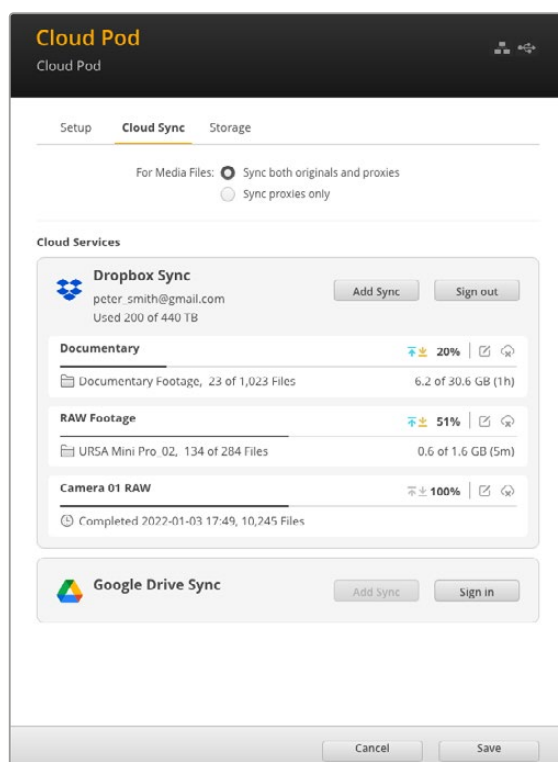 Cloud Pod
Cloud Pod
Setup Cloud Sync Storage
For Media Files: Sync both originals and proxies
Sync proxies only
Cloud Services
Dropbox Sync
peter_smith@gmail.com
Used 200 of 440 TB
Add Sync Sign out
Documentary 20%
Documentary Footage, 23 of 1,023 Files 6.2 of 30.6 GB (1h)
RAW Footage 51%
URSA Mini Pro_02, 134 of 284 Files 0.6 of 1.6 GB (5m)
Camera 01 RAW 100%
Completed 2022-01-03 17:49, 10,245 Files
Google Drive Sync Add Sync Sign in
Cancel Save